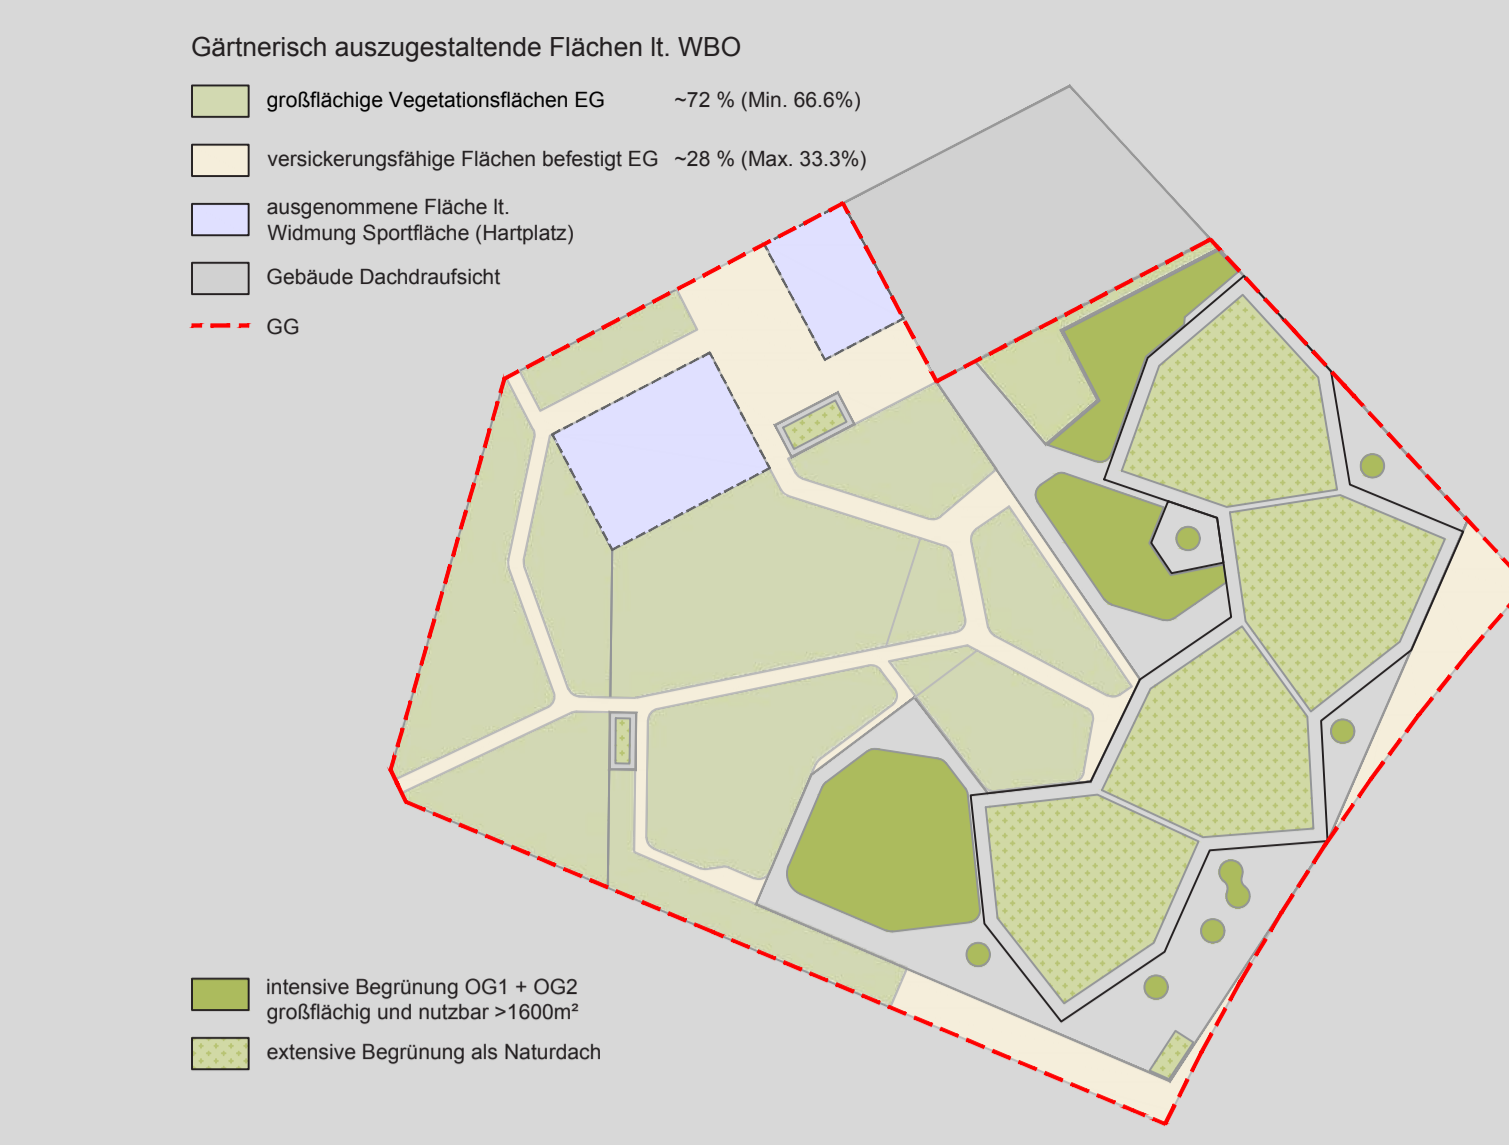 Gärtnerisch auszugestaltende Flächen lt. WBO
großflächige Vegetationsflächen EG ~72 % (Min. 66.6%)
versickerungsfähige Flächen befestigt EG ~28 % (Max. 33.3%)
ausgenommene Fläche lt.
Widmung Sportfläche (Hartplatz)
Gebäude Dachdraufsicht
GG
intensive Begrünung OG1 + OG2
großflächig und nutzbar >1600m²
extensive Begrünung als Naturdach